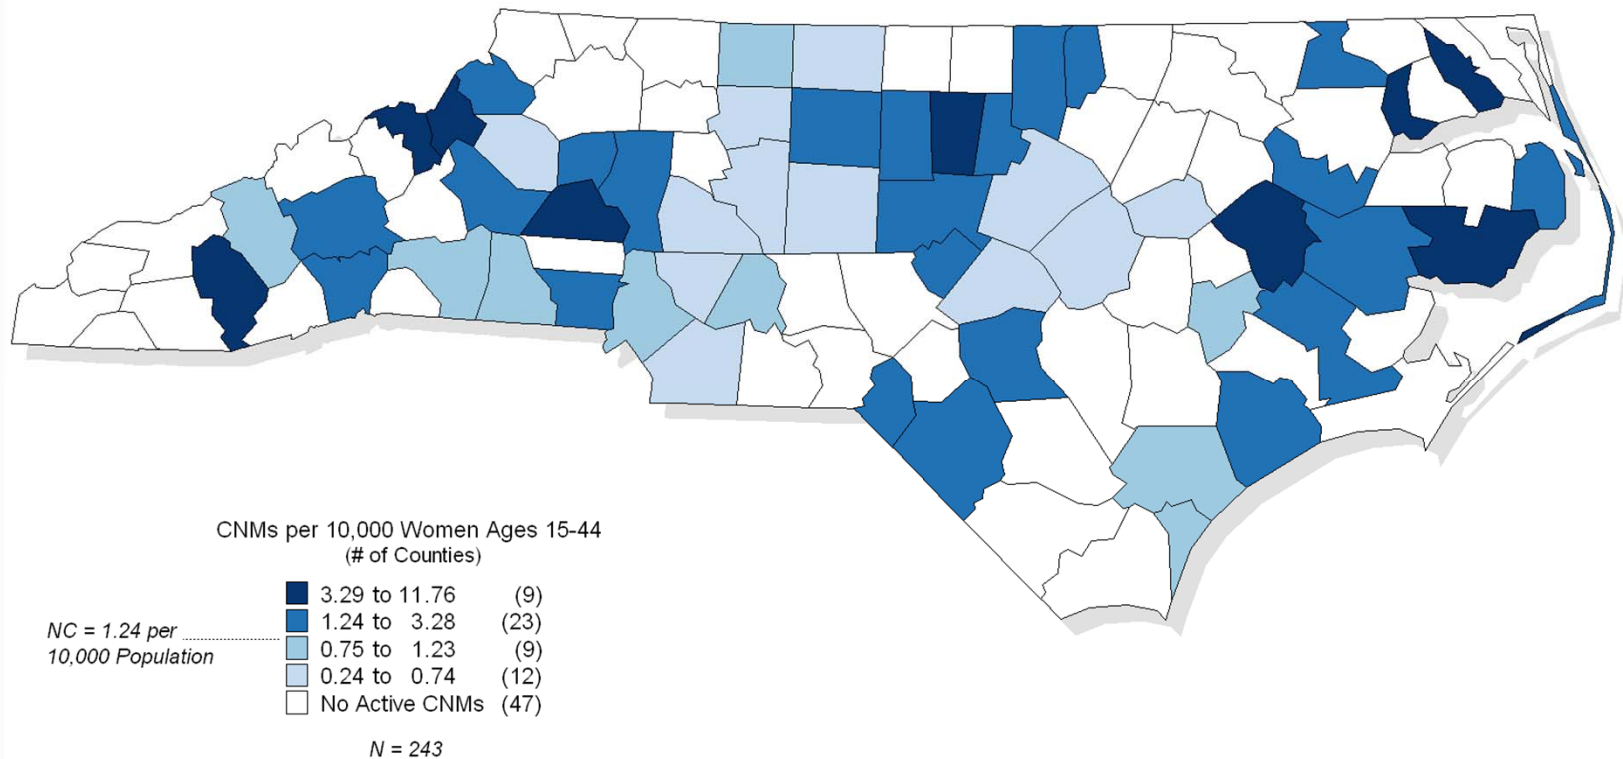 CNMs per 10,000 Women Ages 15-44
(# of Counties)
3.29 to 11.76 (9)
1.24 to 3.28 (23)
0.75 to 1.23 (9)
0.24 to 0.74 (12)
No Active CNMs (47)
NC = 1.24 per
10,000 Population
N = 243